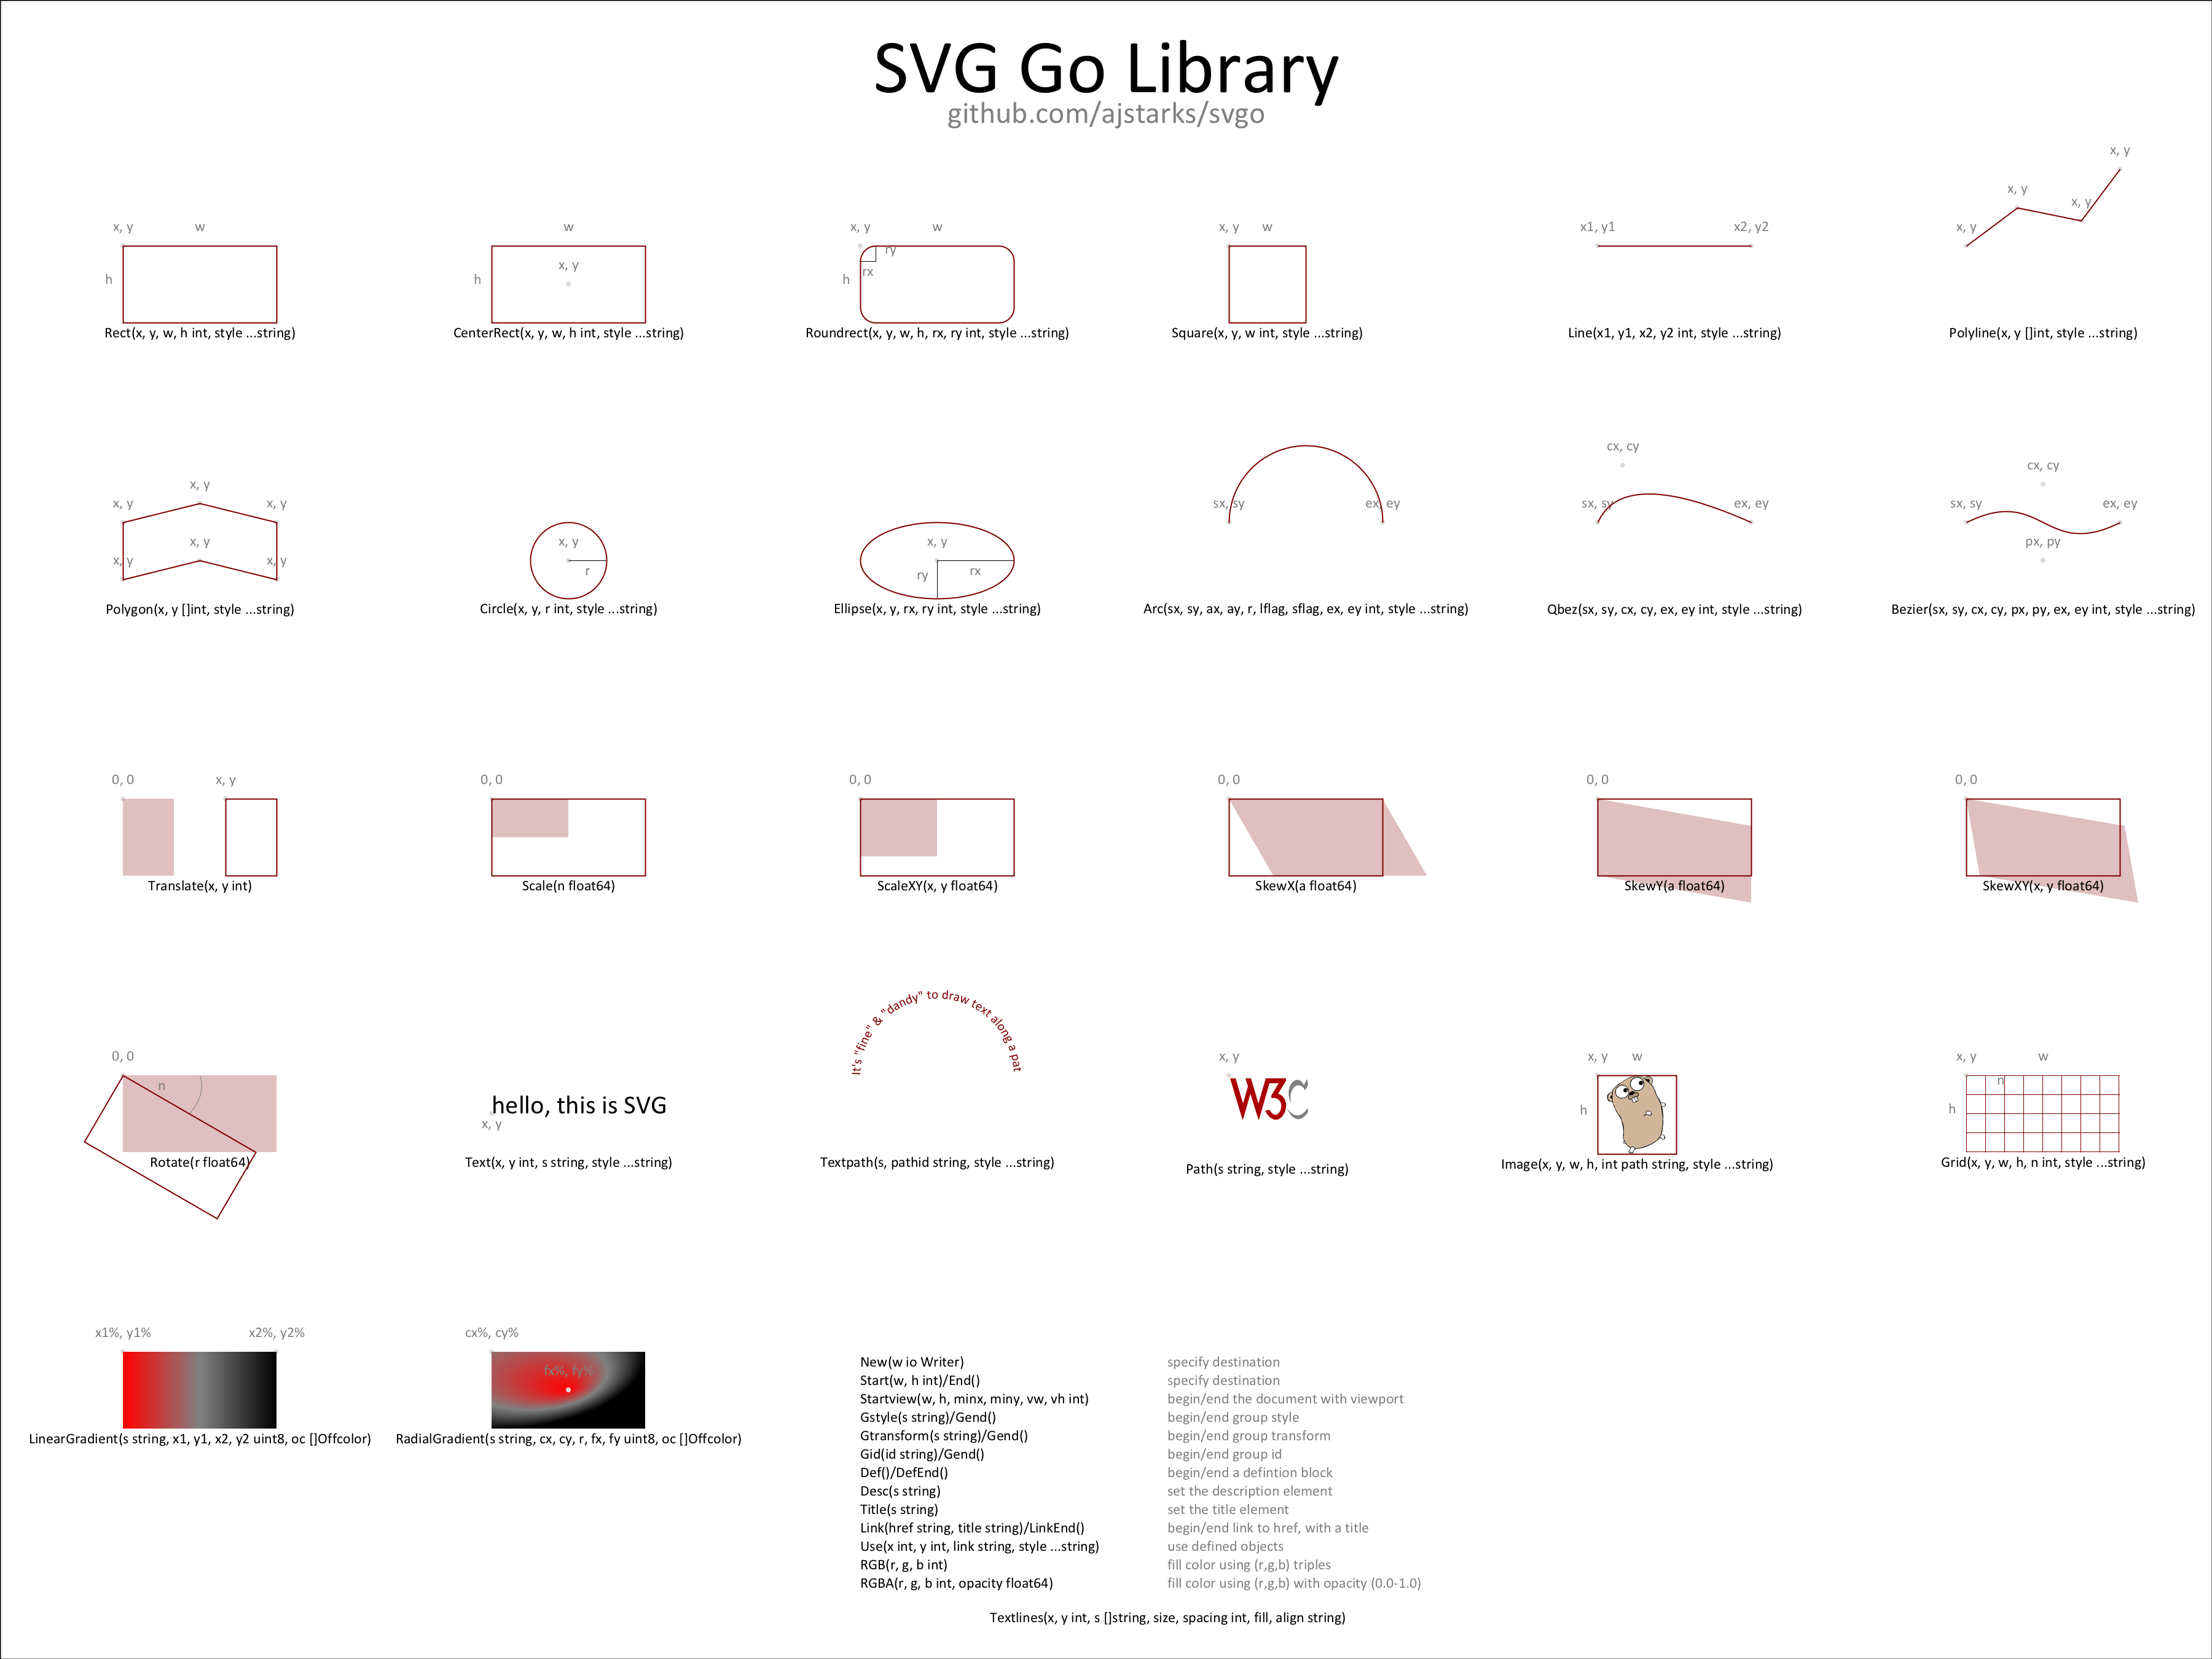 SVG Go Library
github.com/ajstarks/svgo
x, y w
h
Rect(x, y, w, h int, style ...string)
w
x, y
h
CenterRect(x, y, w, h int, style ...string)
x, y w
ry
rx
h
Roundrect(x, y, w, h, rx, ry int, style ...string)
x, y w
Square(x, y, w int, style ...string)
x1, y1 x2, y2
Line(x1, y1, x2, y2 int, style ...string)
x, y
x, y
x, y
x, y
Polyline(x, y []int, style ...string)
x, y
x, y x, y
x, y
x, y x, y
Polygon(x, y []int, style ...string)
x, y
r
Circle(x, y, r int, style ...string)
x, y
ry rx
Ellipse(x, y, rx, ry int, style ...string)
sx, sy ex, ey
Arc(sx, sy, ax, ay, r, lflag, sflag, ex, ey int, style ...string)
cx, cy
sx, sy ex, ey
Qbez(sx, sy, cx, cy, ex, ey int, style ...string)
cx, cy
sx, sy ex, ey
px, py
Bezier(sx, sy, cx, cy, px, py, ex, ey int, style ...string)
0, 0 x, y
Translate(x, y int)
0, 0
Scale(n float64)
0, 0
ScaleXY(x, y float64)
0, 0
SkewX(a float64)
0, 0
SkewY(a float64)
0, 0
SkewXY(x, y float64)
0, 0
n
Rotate(r float64)
hello, this is SVG
x, y
Text(x, y int, s string, style ...string)
It's "fine" & "dandy" to draw text along a pat
Textpath(s, pathid string, style ...string)
x, y
W3C
Path(s string, style ...string)
x, y w
h
Image(x, y, w, h, int path string, style ...string)
x, y w
n
h
Grid(x, y, w, h, n int, style ...string)
x1%, y1% x2%, y2%
LinearGradient(s string, x1, y1, x2, y2 uint8, oc []Offcolor)
cx%, cy%
fx%, fy%
RadialGradient(s string, cx, cy, r, fx, fy uint8, oc []Offcolor)
New(w io Writer) specify destination
Start(w, h int)/End() specify destination
Startview(w, h, minx, miny, vw, vh int) begin/end the document with viewport
Gstyle(s string)/Gend() begin/end group style
Gtransform(s string)/Gend() begin/end group transform
Gid(id string)/Gend() begin/end group id
Def()/DefEnd() begin/end a defintion block
Desc(s string) set the description element
Title(s string) set the title element
Link(href string, title string)/LinkEnd() begin/end link to href, with a title
Use(x int, y int, link string, style ...string) use defined objects
RGB(r, g, b int) fill color using (r,g,b) triples
RGBA(r, g, b int, opacity float64) fill color using (r,g,b) with opacity (0.0-1.0)
Textlines(x, y int, s []string, size, spacing int, fill, align string)